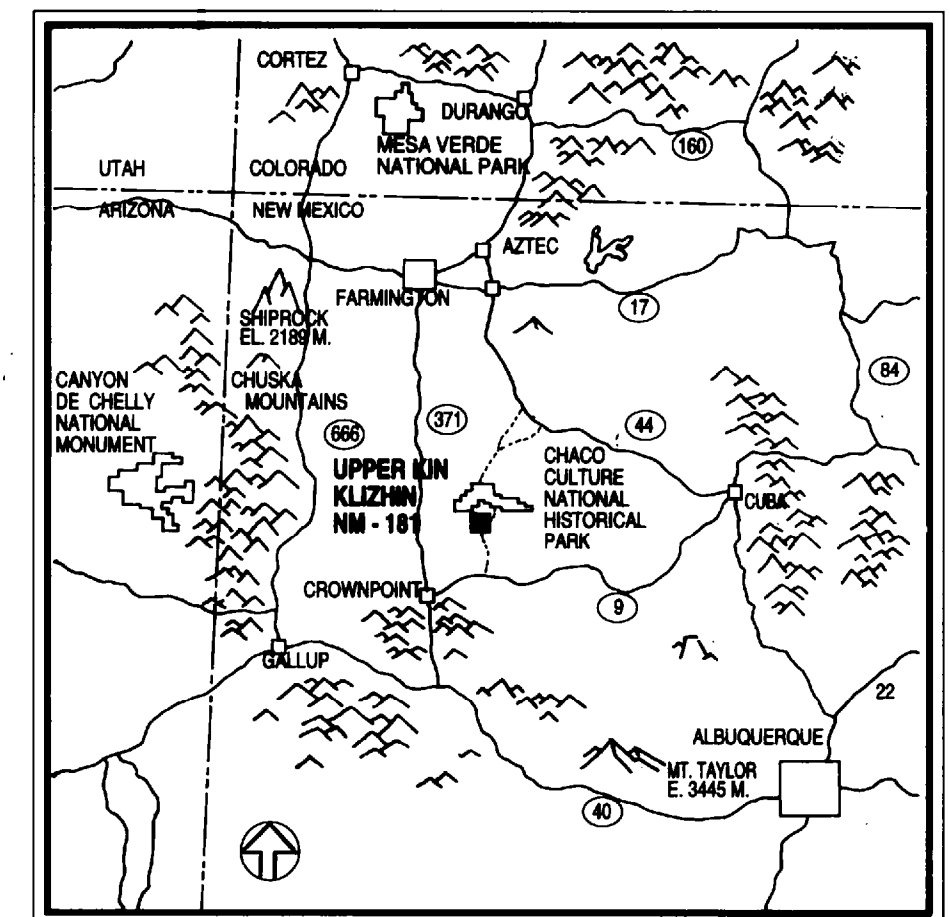 CORTEZ
DURANGO
MESA VERDE
NATIONAL PARK
160
UTAH
COLORADO
ARIZONA
NEW MEXICO
AZTEC
FARMINGTON
17
SHIPROCK
EL. 2189 M.
84
CANYON
DE CHELLY
NATIONAL
MONUMENT
CHUSKA
MOUNTAINS
666
371
44
UPPER KIN
KLIZHIN
NM - 181
CHACO
CULTURE
NATIONAL
HISTORICAL
PARK
CUBA
CROWNPOINT
9
GALLUP
22
ALBUQUERQUE
MT. TAYLOR
E. 3445 M.
40